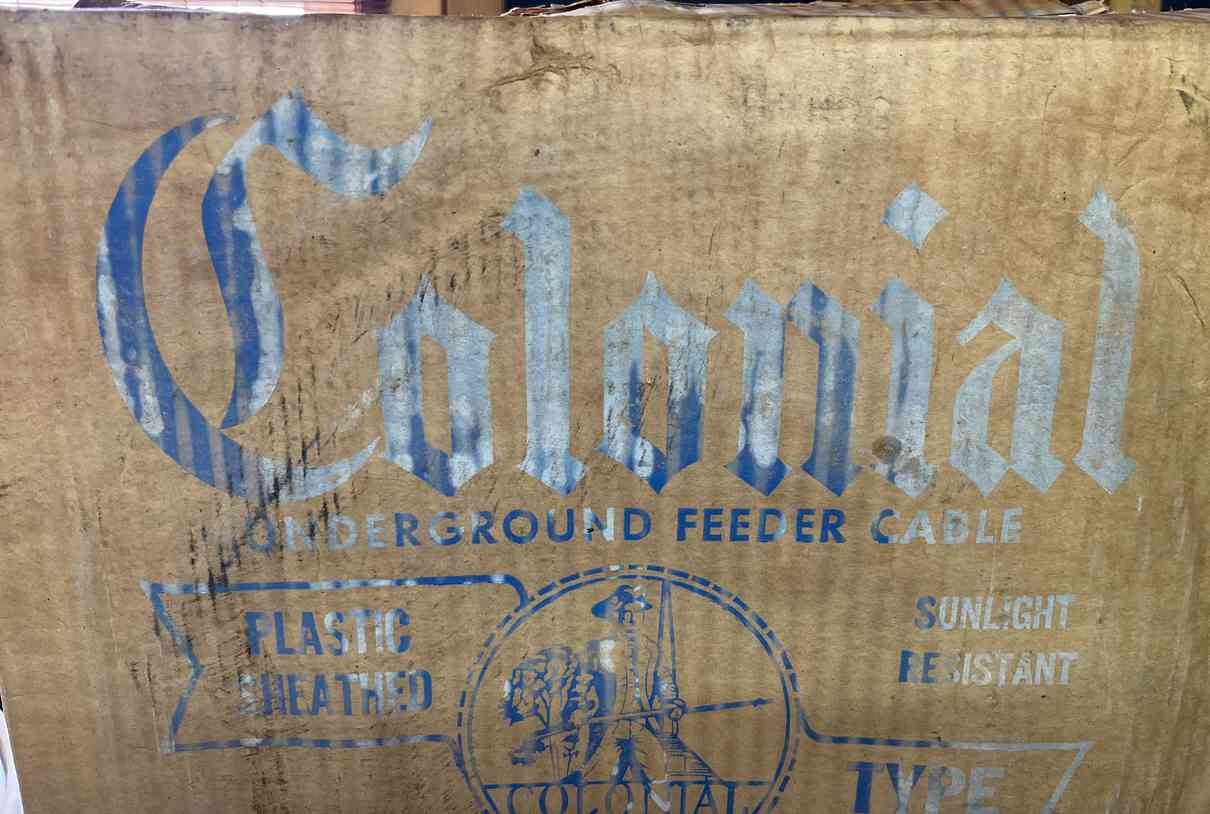 Colonial
UNDERGROUND FEEDER CABLE
PLASTIC
SHEATHED
SUNLIGHT
RESISTANT
COLONIAL
TYPE